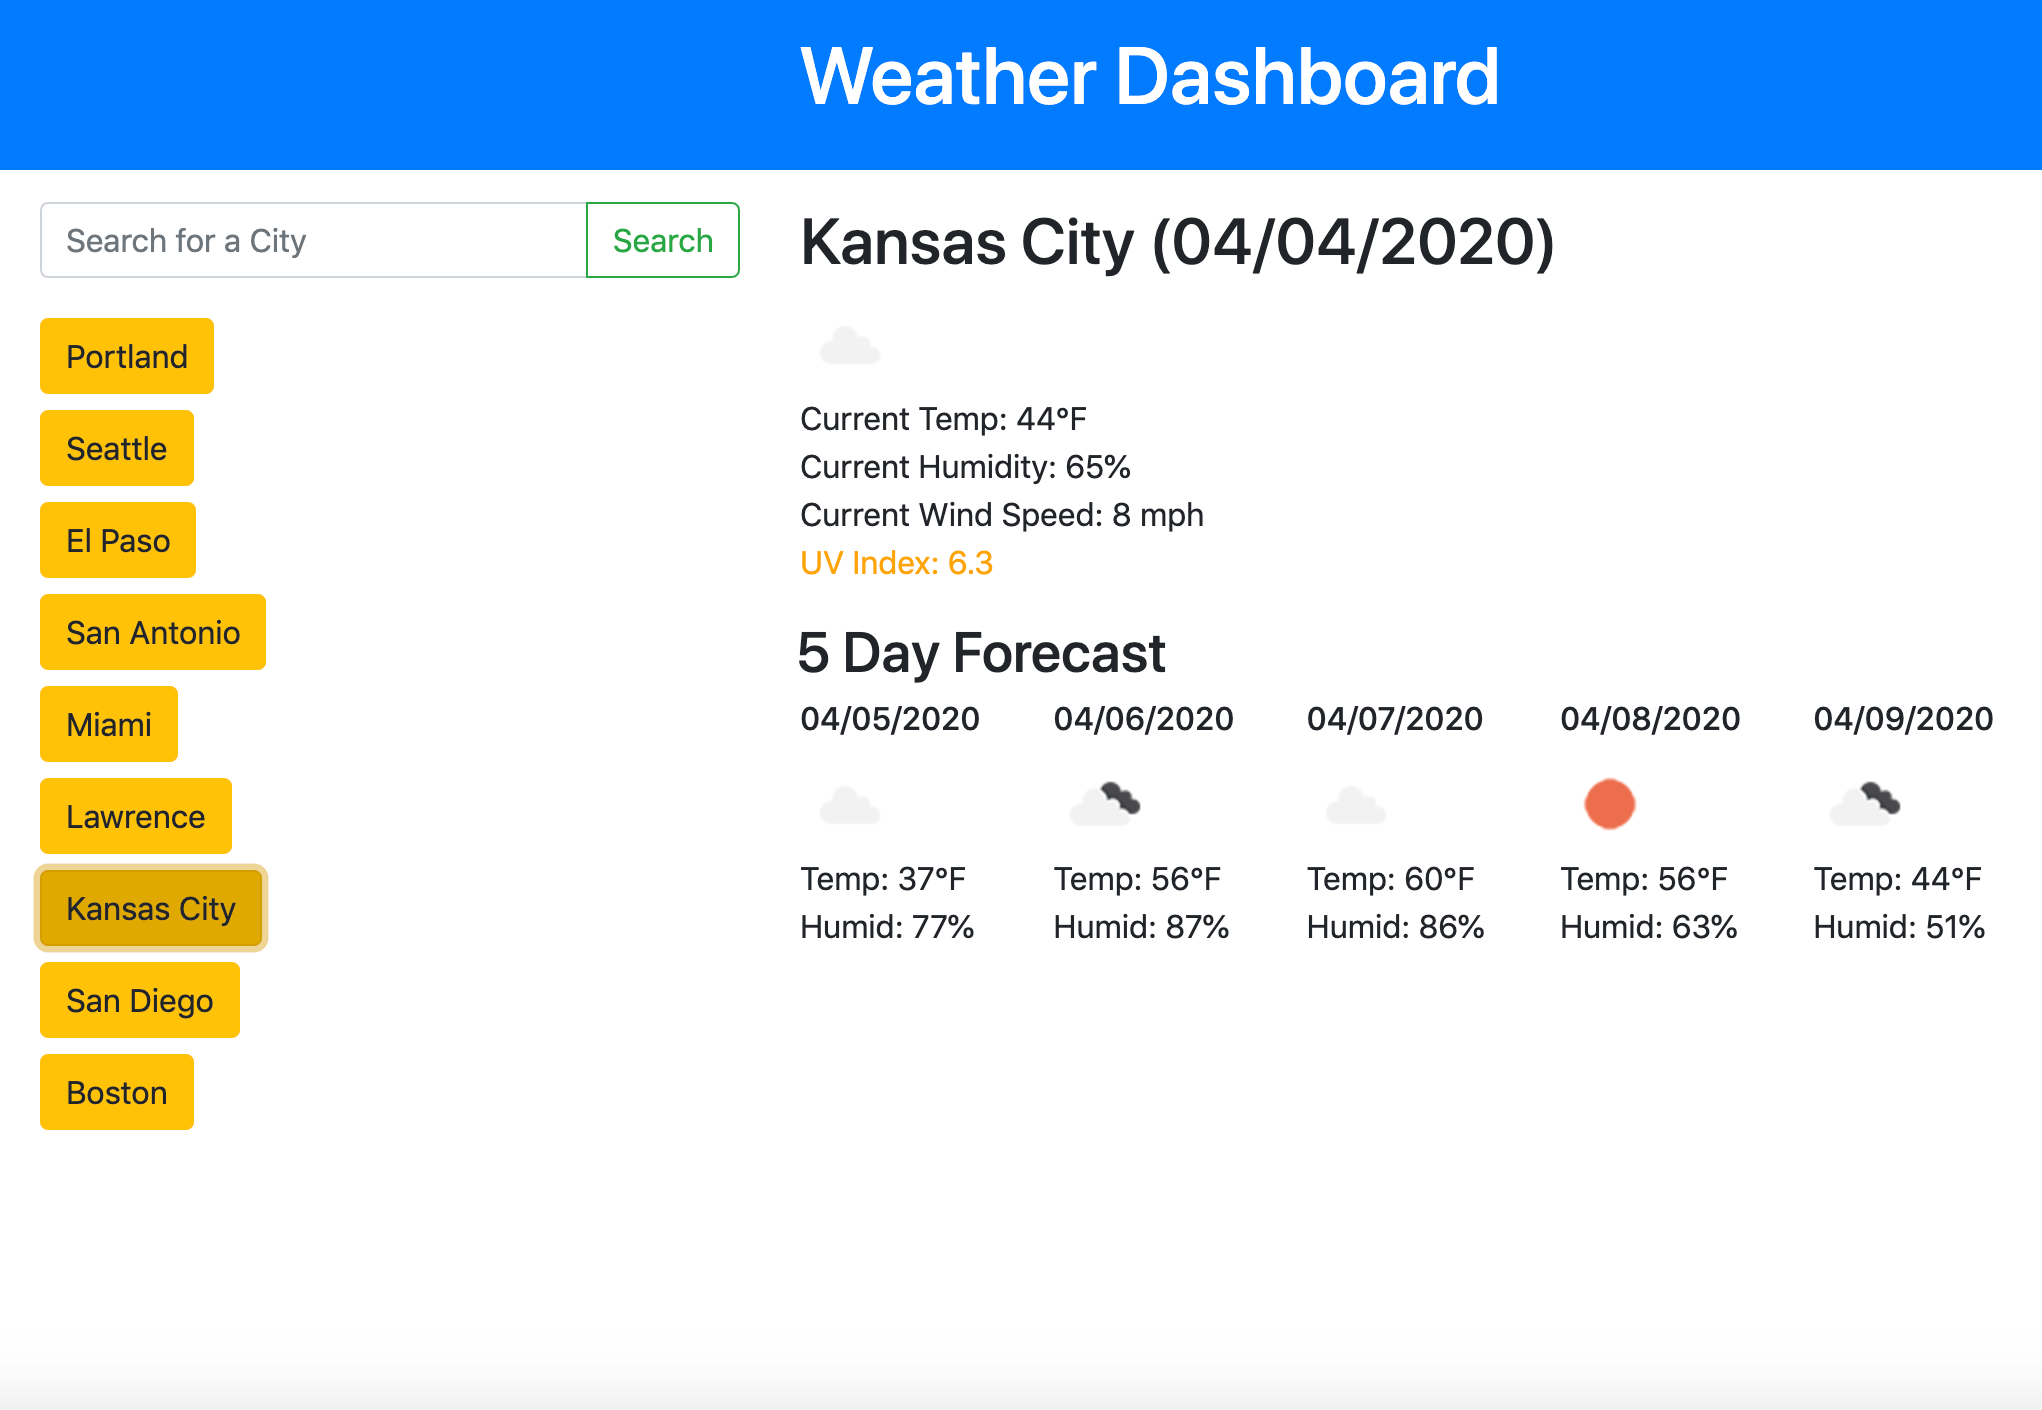 Weather Dashboard
Search for a City
Search
Portland
Seattle
El Paso
San Antonio
Miami
Lawrence
Kansas City
San Diego
Boston
Kansas City (04/04/2020)
Current Temp: 44°F
Current Humidity: 65%
Current Wind Speed: 8 mph
UV Index: 6.3
5 Day Forecast
04/05/2020
Temp: 37°F
Humid: 77%
04/06/2020
Temp: 56°F
Humid: 87%
04/07/2020
Temp: 60°F
Humid: 86%
04/08/2020
Temp: 56°F
Humid: 63%
04/09/2020
Temp: 44°F
Humid: 51%